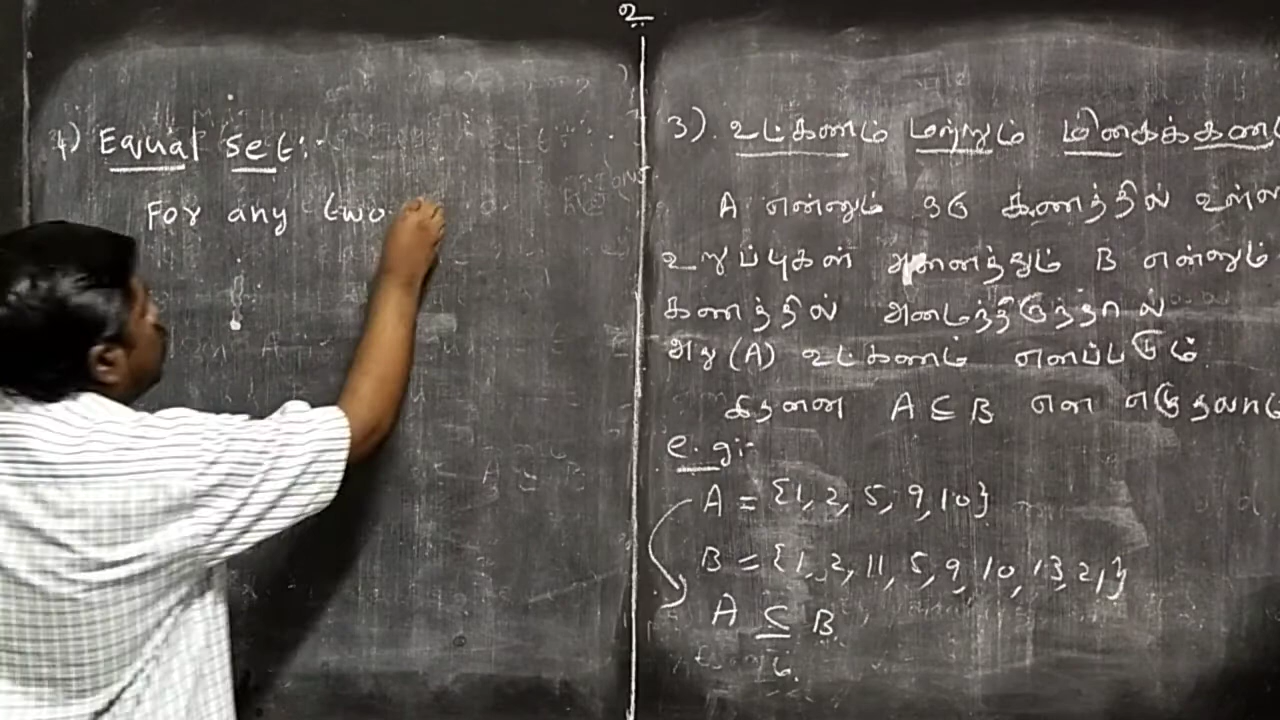 உ
4) Equal set:-
For any two
3). உட்கணம் மற்றும் மிகைக்கண
A என்னும் ஒரு கணத்தில் உள்ள
உறுப்புகள் அனைத்தும் B என்னும்
கணத்தில் அமைந்திருந்தால்
அது (A) உட்கணம் எனப்படும்.
இதனை A ⊆ B என எழுதலாம்
e.g:-
A = {1, 2, 5, 9, 10}
B = {1, 2, 11, 5, 9, 10, 13, 21}
A ⊆ B